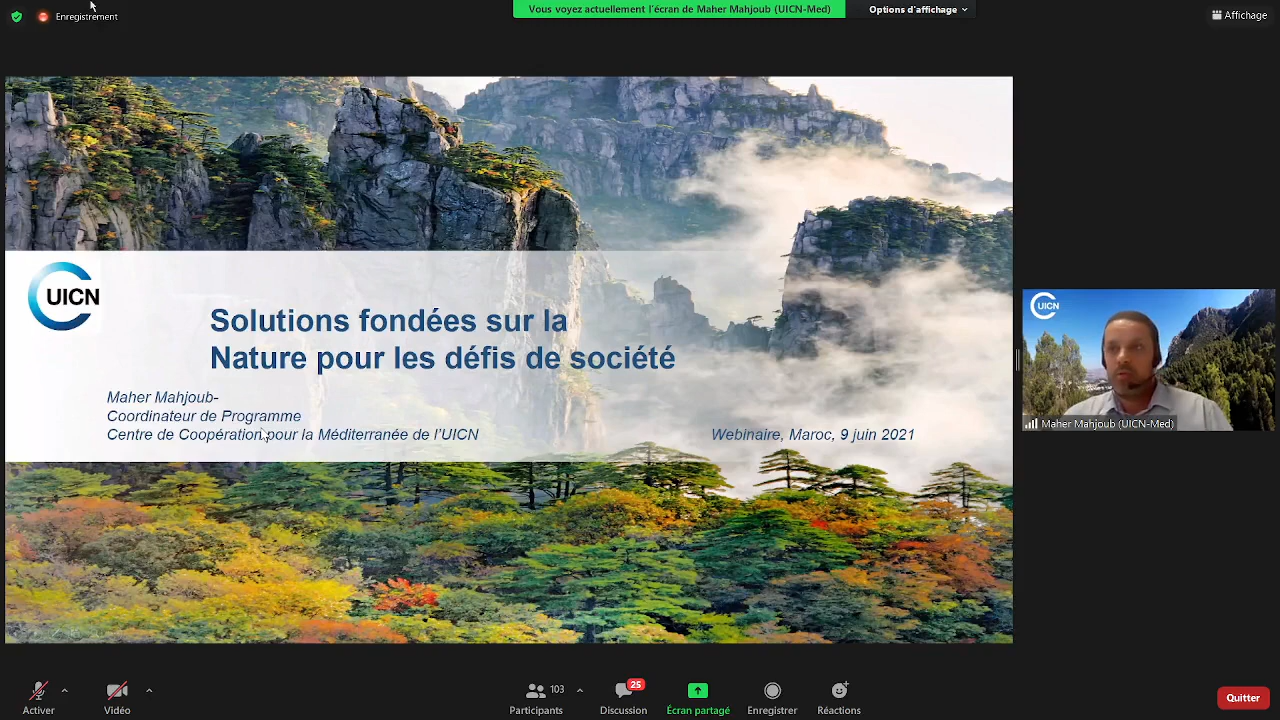 Enregistrement
Vous voyez actuellement l'écran de Maher Mahjoub (UICN-Med)
Options d'affichage
Affichage
UICN
Solutions fondées sur la
Nature pour les défis de société
Maher Mahjoub-
Coordinateur de Programme
Centre de Coopération pour la Méditerranée de l'UICN
Webinaire, Maroc, 9 juin 2021
UICN
Maher Mahjoub (UICN-Med)
Activer
Vidéo
103
Participants
25
Discussion
Écran partagé
Enregistrer
Réactions
Quitter